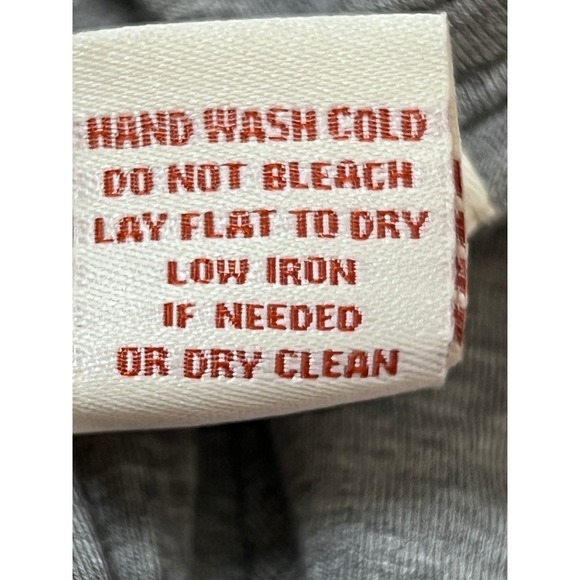 HAND WASH COLD
DO NOT BLEACH
LAY FLAT TO DRY
LOW IRON
IF NEEDED
OR DRY CLEAN